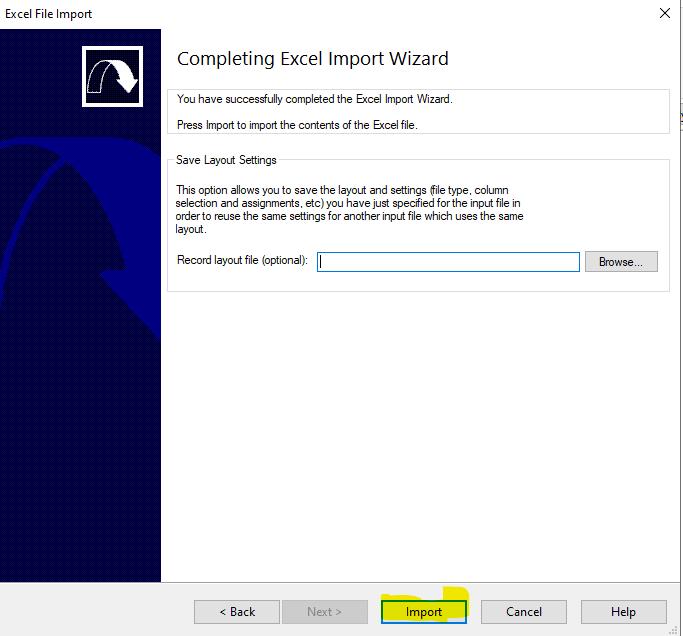 Excel File Import
Completing Excel Import Wizard
You have successfully completed the Excel Import Wizard.
Press Import to import the contents of the Excel file.
Save Layout Settings
This option allows you to save the layout and settings (file type, column
selection and assignments, etc) you have just specified for the input file in
order to reuse the same settings for another input file which uses the same
layout.
Record layout file (optional):
Browse...
< Back
Next >
Import
Cancel
Help